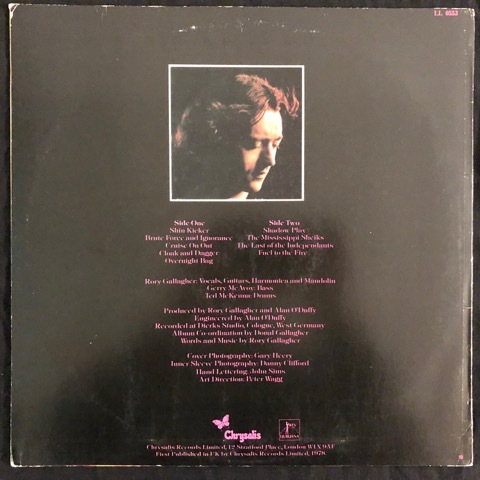 LL 0553
Side One
Shin Kicker
Brute Force and Ignorance
Cruise On Out
Cloak and Dagger
Overnight Bag
Side Two
Shadow Play
The Mississippi Sheiks
The Last of the Independants
Fuel to the Fire
Rory Gallagher: Vocals, Guitars, Harmonica and Mandolin
Gerry McAvoy: Bass
Ted McKenna: Drums
Produced by Rory Gallagher and Alan O'Duffy
Engineered by Alan O'Duffy
Recorded at Dierks Studio, Cologne, West Germany
Album Co-ordination by Donal Gallagher
Words and Music by Rory Gallagher
Cover Photography: Gary Heery
Inner Sleeve Photography: Danny Clifford
Hand Lettering: John Sims
Art Direction: Peter Wagg
Chrysalis
Chrysalis Records Limited, 12 Stratford Place, London W1N 9AF
First Published in UK by Chrysalis Records Limited, 1978.